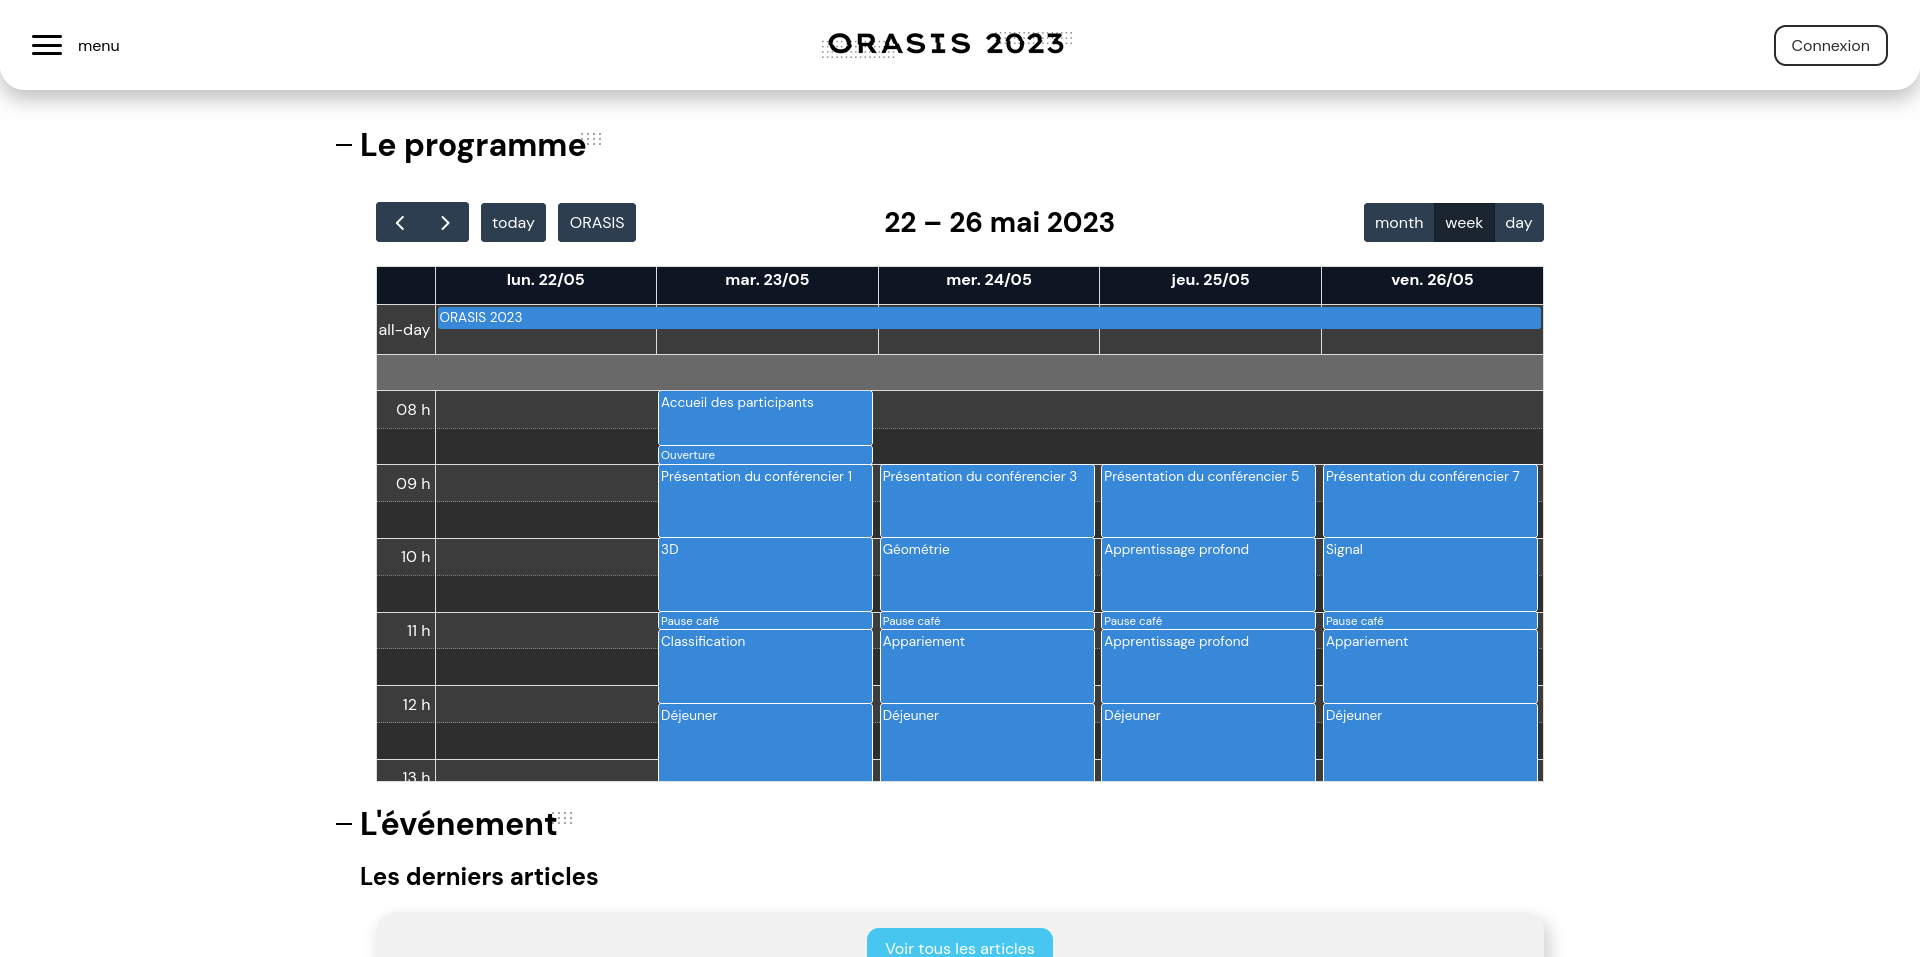 menu
ORASIS 2023
Connexion
Le programme
today
ORASIS
22 – 26 mai 2023
month
week
day
lun. 22/05
mar. 23/05
mer. 24/05
jeu. 25/05
ven. 26/05
all-day
ORASIS 2023
08 h
Accueil des participants
Ouverture
09 h
Présentation du conférencier 1
Présentation du conférencier 3
Présentation du conférencier 5
Présentation du conférencier 7
10 h
3D
Géométrie
Apprentissage profond
Signal
11 h
Pause café
Pause café
Pause café
Pause café
Classification
Appariement
Apprentissage profond
Appariement
12 h
Déjeuner
Déjeuner
Déjeuner
Déjeuner
13 h
L'événement
Les derniers articles
Voir tous les articles